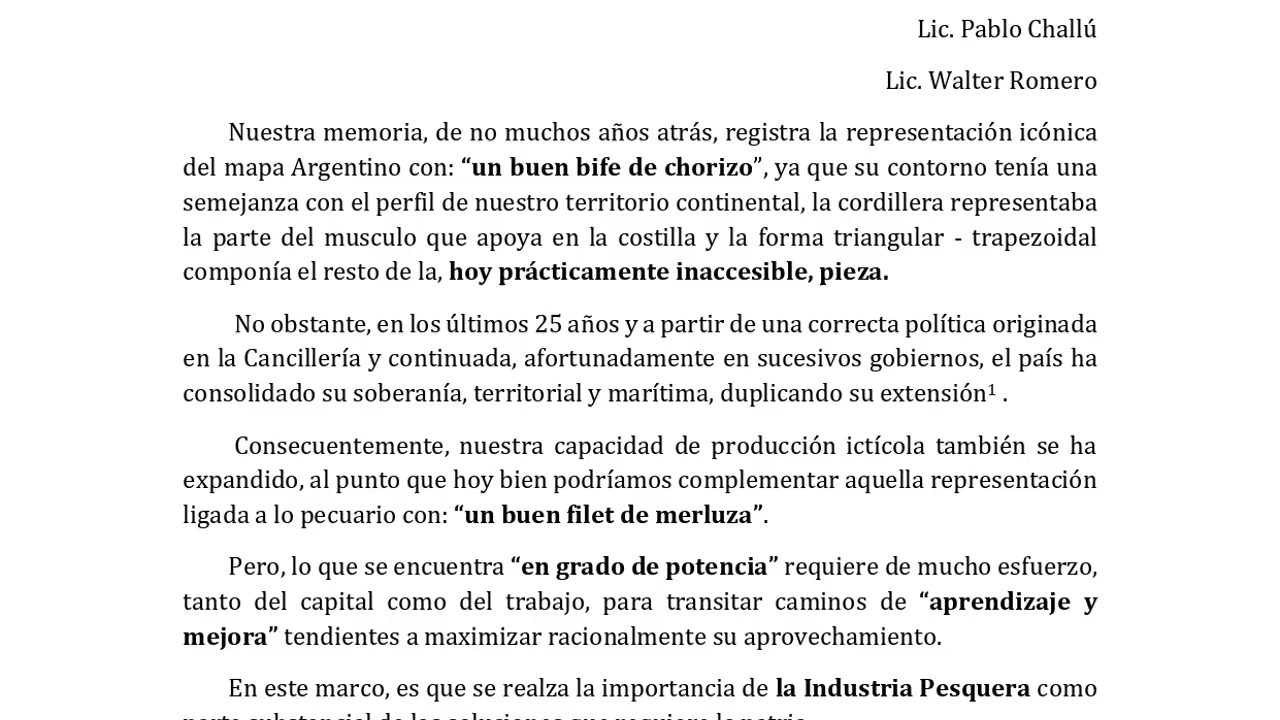 Lic. Pablo Challú
Lic. Walter Romero
Nuestra memoria, de no muchos años atrás, registra la representación icónica
del mapa Argentino con: “un buen bife de chorizo”, ya que su contorno tenía una
semejanza con el perfil de nuestro territorio continental, la cordillera representaba
la parte del musculo que apoya en la costilla y la forma triangular - trapezoidal
componía el resto de la, hoy prácticamente inaccesible, pieza.
No obstante, en los últimos 25 años y a partir de una correcta política originada
en la Cancillería y continuada, afortunadamente en sucesivos gobiernos, el país ha
consolidado su soberanía, territorial y marítima, duplicando su extensión¹ .
Consecuentemente, nuestra capacidad de producción ictícola también se ha
expandido, al punto que hoy bien podríamos complementar aquella representación
ligada a lo pecuario con: “un buen filet de merluza”.
Pero, lo que se encuentra “en grado de potencia” requiere de mucho esfuerzo,
tanto del capital como del trabajo, para transitar caminos de “aprendizaje y
mejora” tendientes a maximizar racionalmente su aprovechamiento.
En este marco, es que se realza la importancia de la Industria Pesquera como